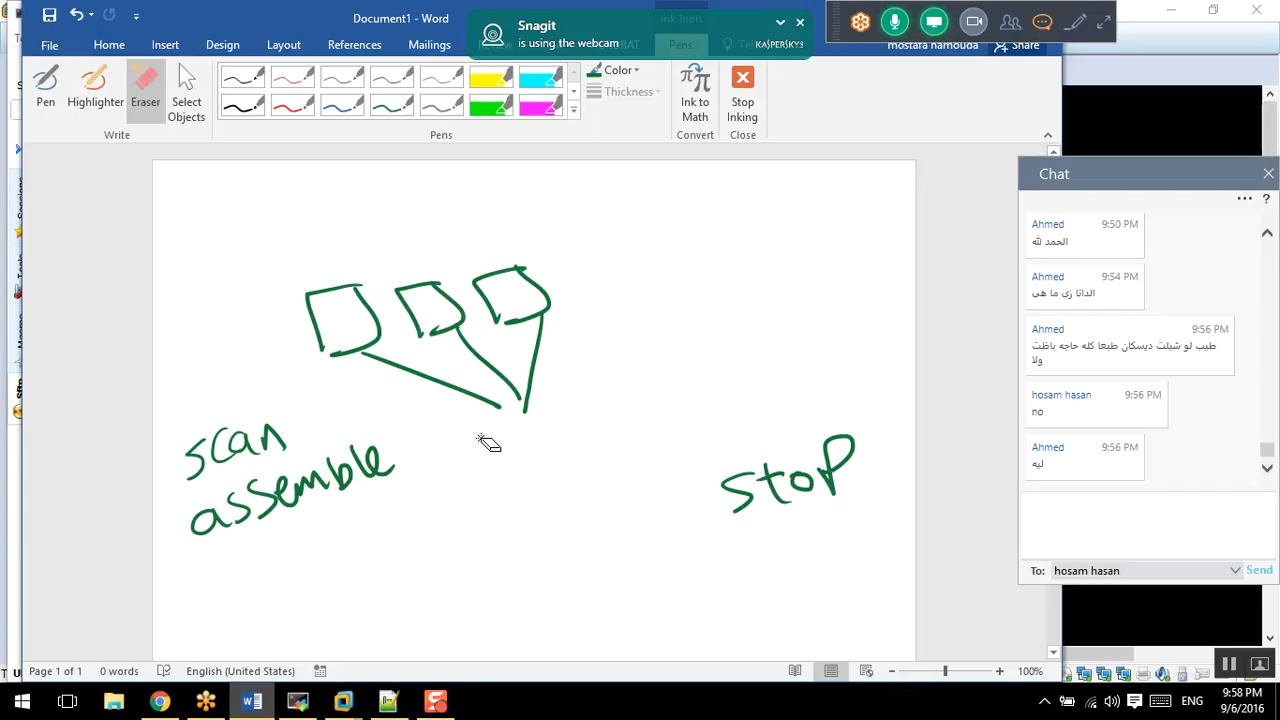 Document1 - Word
Ink Tools
Snagit
is using the webcam
KASPERSKY
File
Home
Insert
Design
Layout
References
Mailings
BAT
Pens
mostafa hamouda
Share
Pen
Highlighter
Eraser
Select
Objects
Color
Thickness
Ink to
Math
Stop
Inking
Write
Pens
Convert
Close
Chat
Ahmed 9:50 PM
الحمد لله
Ahmed 9:54 PM
الداتا زى ما هى
Ahmed 9:56 PM
طيب لو شيلت ديسكان طبعا كله حاجه باظت
ولا
hosam hasan 9:56 PM
no
Ahmed 9:56 PM
ليه
To: hosam hasan Send
scan
assemble
stop
Page 1 of 1 0 words English (United States) 100%
ENG
9:58 PM
9/6/2016